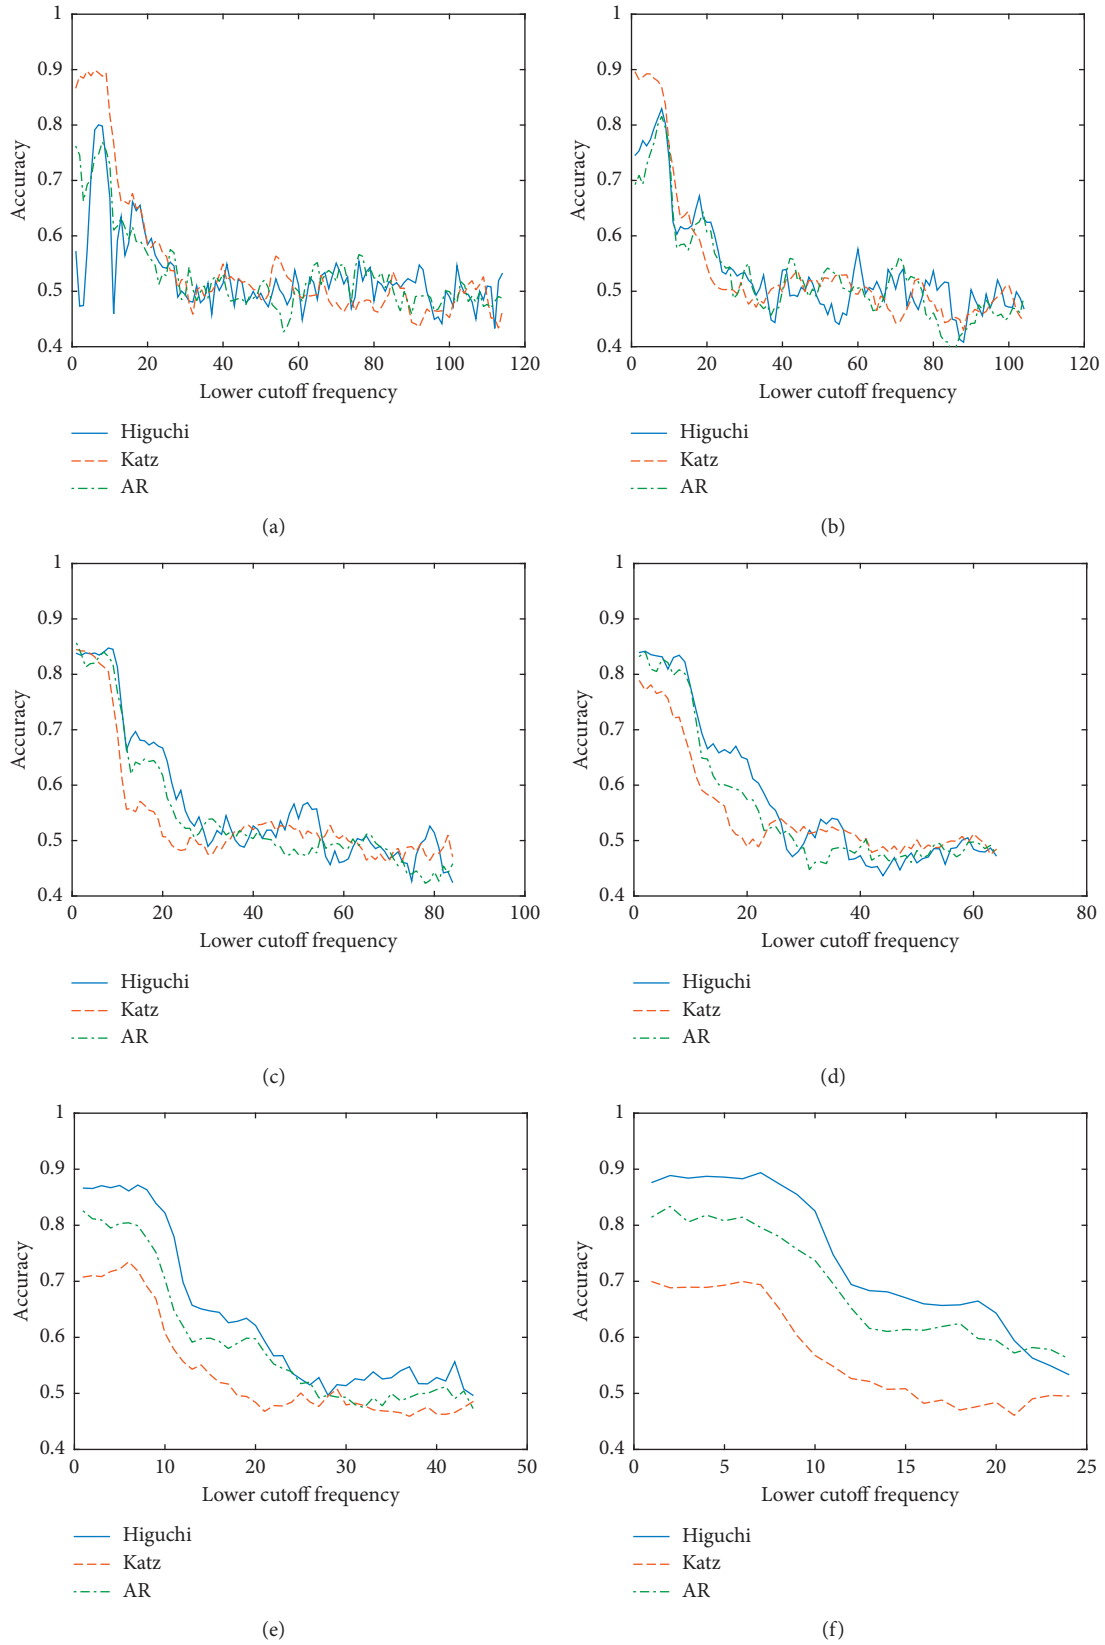 1
0.9
0.8
0.7
0.6
0.5
0.4
Accuracy
0 20 40 60 80 100 120
Lower cutoff frequency
Higuchi
Katz
AR
(a)
1
0.9
0.8
0.7
0.6
0.5
0.4
Accuracy
0 20 40 60 80 100 120
Lower cutoff frequency
Higuchi
Katz
AR
(b)
1
0.9
0.8
0.7
0.6
0.5
0.4
Accuracy
0 20 40 60 80 100
Lower cutoff frequency
Higuchi
Katz
AR
(c)
1
0.9
0.8
0.7
0.6
0.5
0.4
Accuracy
0 20 40 60 80
Lower cutoff frequency
Higuchi
Katz
AR
(d)
1
0.9
0.8
0.7
0.6
0.5
0.4
Accuracy
0 10 20 30 40 50
Lower cutoff frequency
Higuchi
Katz
AR
(e)
1
0.9
0.8
0.7
0.6
0.5
0.4
Accuracy
0 5 10 15 20 25
Lower cutoff frequency
Higuchi
Katz
AR
(f)